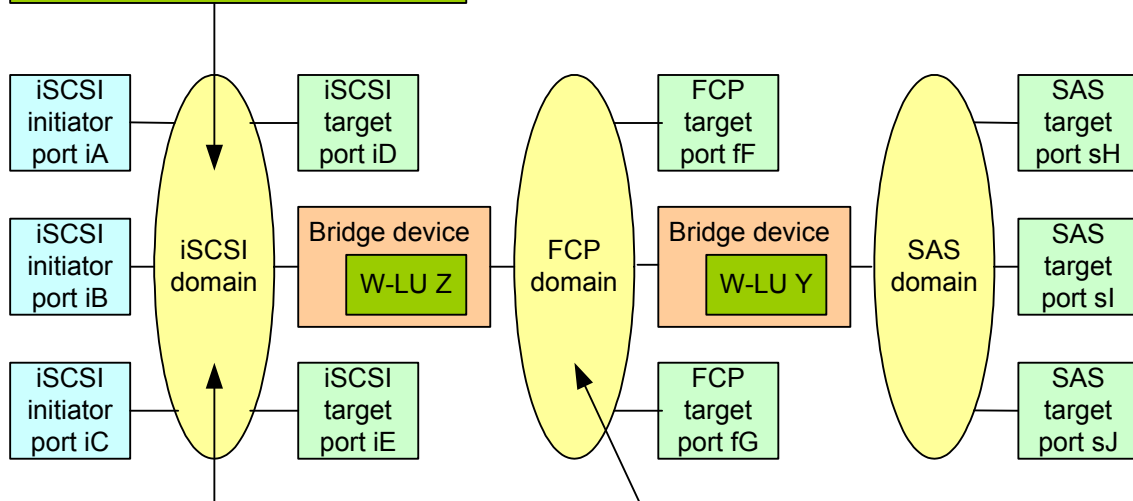 iSCSI
initiator
port iA
iSCSI
target
port iD
FCP
target
port fF
SAS
target
port sH
iSCSI
initiator
port iB
iSCSI
domain
Bridge device
W-LU Z
FCP
domain
Bridge device
W-LU Y
SAS
domain
SAS
target
port sI
iSCSI
initiator
port iC
iSCSI
target
port iE
FCP
target
port fG
SAS
target
port sJ